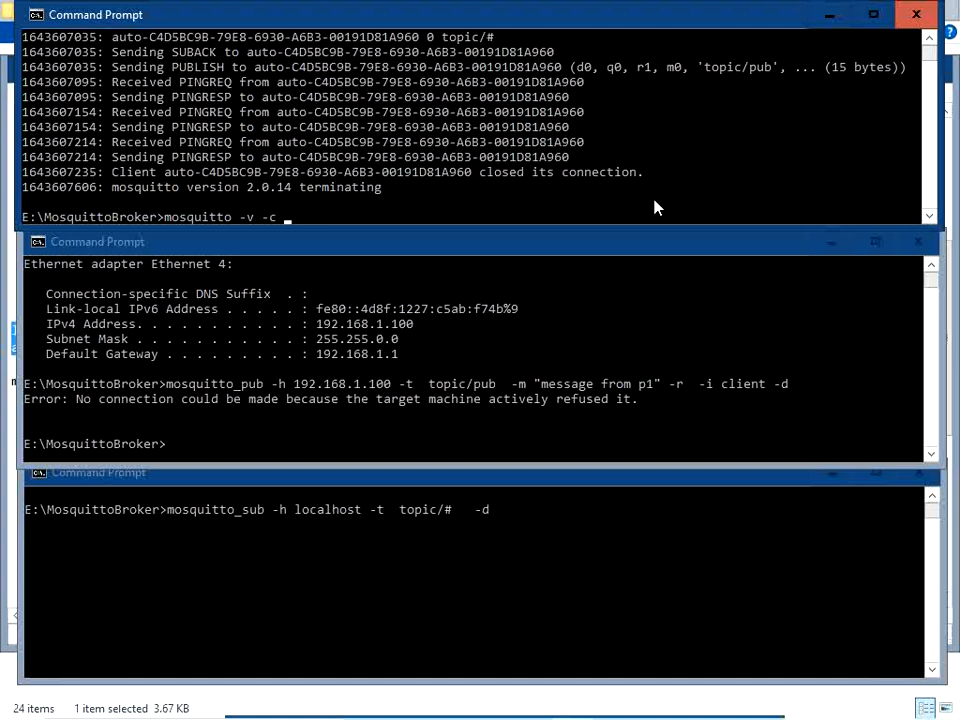 Command Prompt
1643607035: auto-C4D5BC9B-79E8-6930-A6B3-00191D81A960 0 topic/#
1643607035: Sending SUBACK to auto-C4D5BC9B-79E8-6930-A6B3-00191D81A960
1643607035: Sending PUBLISH to auto-C4D5BC9B-79E8-6930-A6B3-00191D81A960 (d0, q0, r1, m0, 'topic/pub', ... (15 bytes))
1643607095: Received PINGREQ from auto-C4D5BC9B-79E8-6930-A6B3-00191D81A960
1643607095: Sending PINGRESP to auto-C4D5BC9B-79E8-6930-A6B3-00191D81A960
1643607154: Received PINGREQ from auto-C4D5BC9B-79E8-6930-A6B3-00191D81A960
1643607154: Sending PINGRESP to auto-C4D5BC9B-79E8-6930-A6B3-00191D81A960
1643607214: Received PINGREQ from auto-C4D5BC9B-79E8-6930-A6B3-00191D81A960
1643607214: Sending PINGRESP to auto-C4D5BC9B-79E8-6930-A6B3-00191D81A960
1643607235: Client auto-C4D5BC9B-79E8-6930-A6B3-00191D81A960 closed its connection.
1643607606: mosquitto version 2.0.14 terminating
E:\MosquittoBroker>mosquitto -v -c _
Command Prompt
Ethernet adapter Ethernet 4:
Connection-specific DNS Suffix . :
Link-local IPv6 Address . . . . . : fe80::4d8f:1227:c5ab:f74b%9
IPv4 Address. . . . . . . . . . . : 192.168.1.100
Subnet Mask . . . . . . . . . . . : 255.255.0.0
Default Gateway . . . . . . . . . : 192.168.1.1
E:\MosquittoBroker>mosquitto_pub -h 192.168.1.100 -t  topic/pub  -m "message from p1" -r  -i client -d
Error: No connection could be made because the target machine actively refused it.
E:\MosquittoBroker>
Command Prompt
E:\MosquittoBroker>mosquitto_sub -h localhost -t  topic/#   -d
24 items 1 item selected 3.67 KB